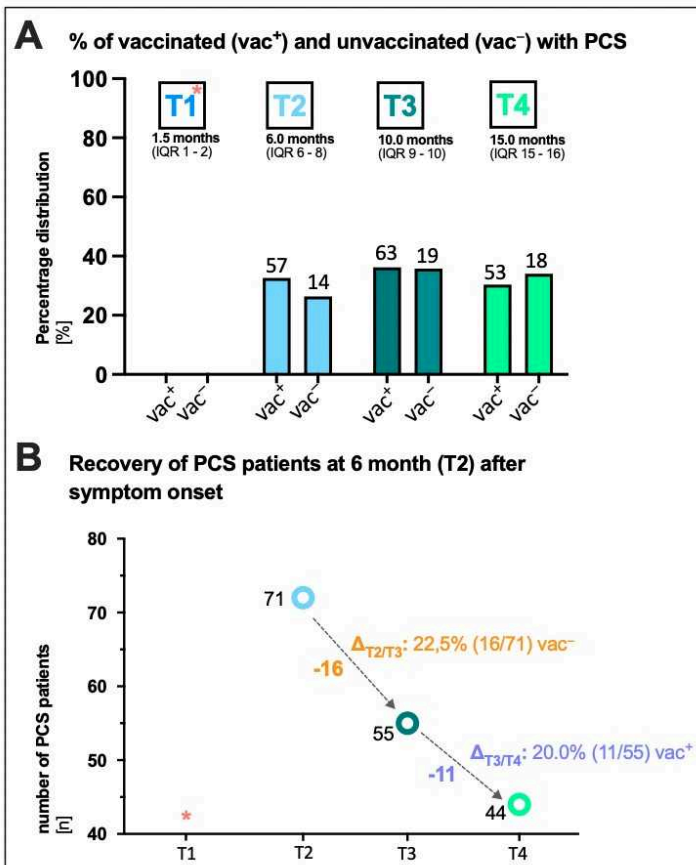 A % of vaccinated (vac⁺) and unvaccinated (vac⁻) with PCS
100
80
60
40
20
0
Percentage distribution
[%]
T1* T2 T3 T4
1.5 months 6.0 months 10.0 months 15.0 months
(IQR 1 - 2) (IQR 6 - 8) (IQR 9 - 10) (IQR 15 - 16)
57 14 63 19 53 18
vac⁺ vac⁻ vac⁺ vac⁻ vac⁺ vac⁻ vac⁺ vac⁻
B Recovery of PCS patients at 6 month (T2) after
symptom onset
80
70
60
50
40
number of PCS patients
[n]
71
Δ T2/T3: 22,5% (16/71) vac⁻
-16
55
Δ T3/T4: 20.0% (11/55) vac⁺
-11
44
*
T1 T2 T3 T4